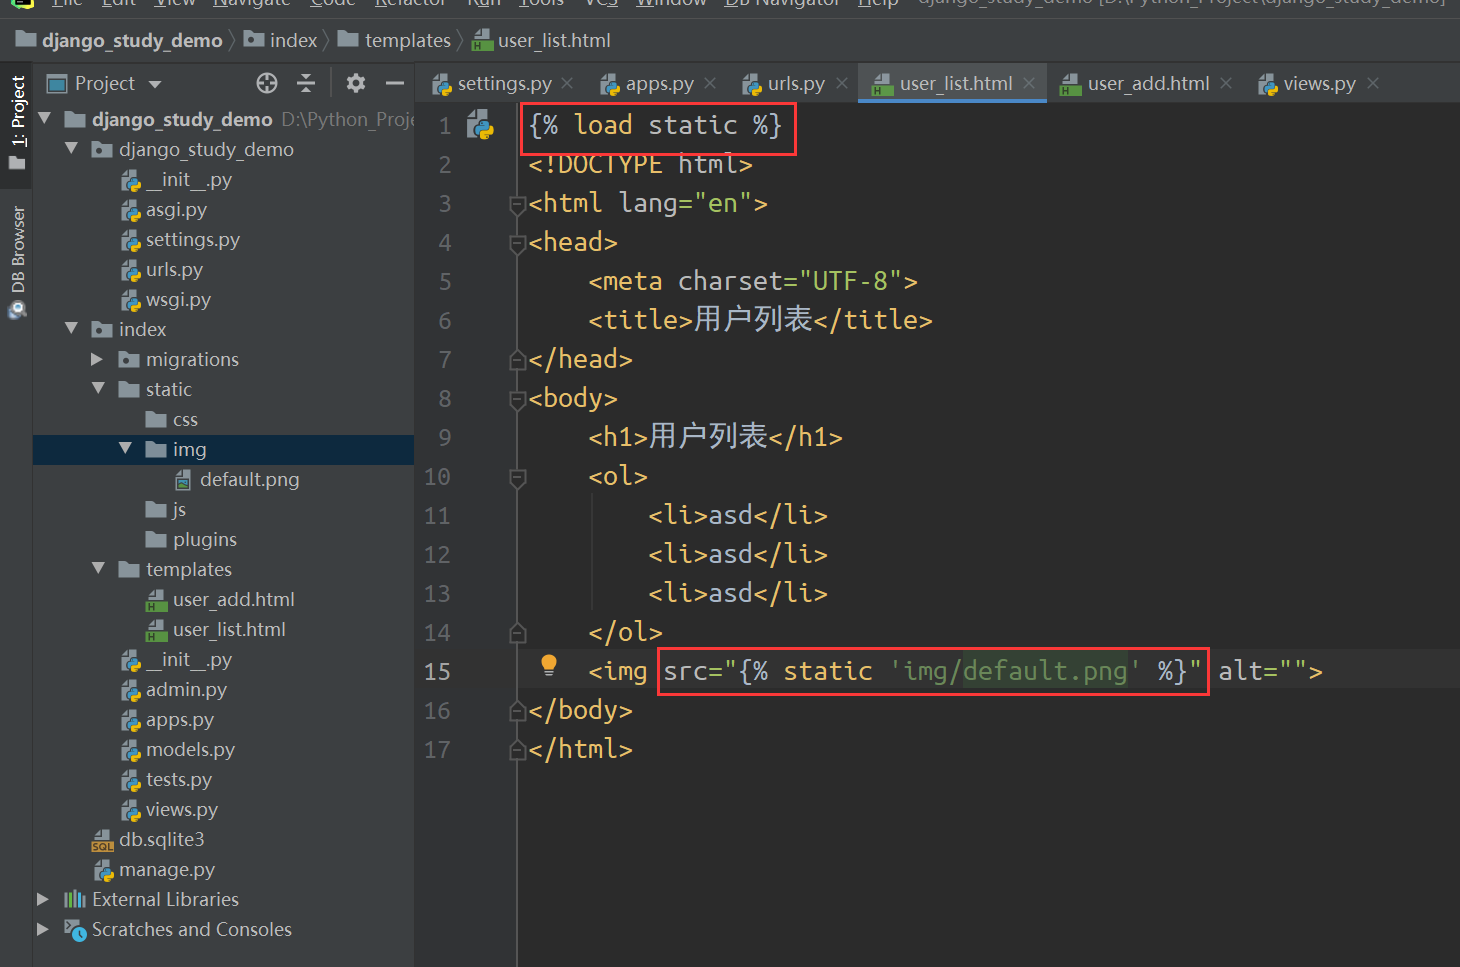 File Edit View Navigate Code Refactor Run Tools VCS Window DB Navigator Help django_study_demo [D:\Python_Project\django_study_demo]
django_study_demo index templates user_list.html
1: Project
DB Browser
Project
django_study_demo D:\Python_Proje
django_study_demo
__init__.py
asgi.py
settings.py
urls.py
wsgi.py
index
migrations
static
css
img
default.png
js
plugins
templates
user_add.html
user_list.html
__init__.py
admin.py
apps.py
models.py
tests.py
views.py
db.sqlite3
manage.py
External Libraries
Scratches and Consoles
settings.py apps.py urls.py user_list.html user_add.html views.py
1 {% load static %}
2 <!DOCTYPE html>
3 <html lang="en">
4 <head>
5 <meta charset="UTF-8">
6 <title>用户列表</title>
7 </head>
8 <body>
9 <h1>用户列表</h1>
10 <ol>
11 <li>asd</li>
12 <li>asd</li>
13 <li>asd</li>
14 </ol>
15 <img src="{% static 'img/default.png' %}" alt="">
16 </body>
17 </html>